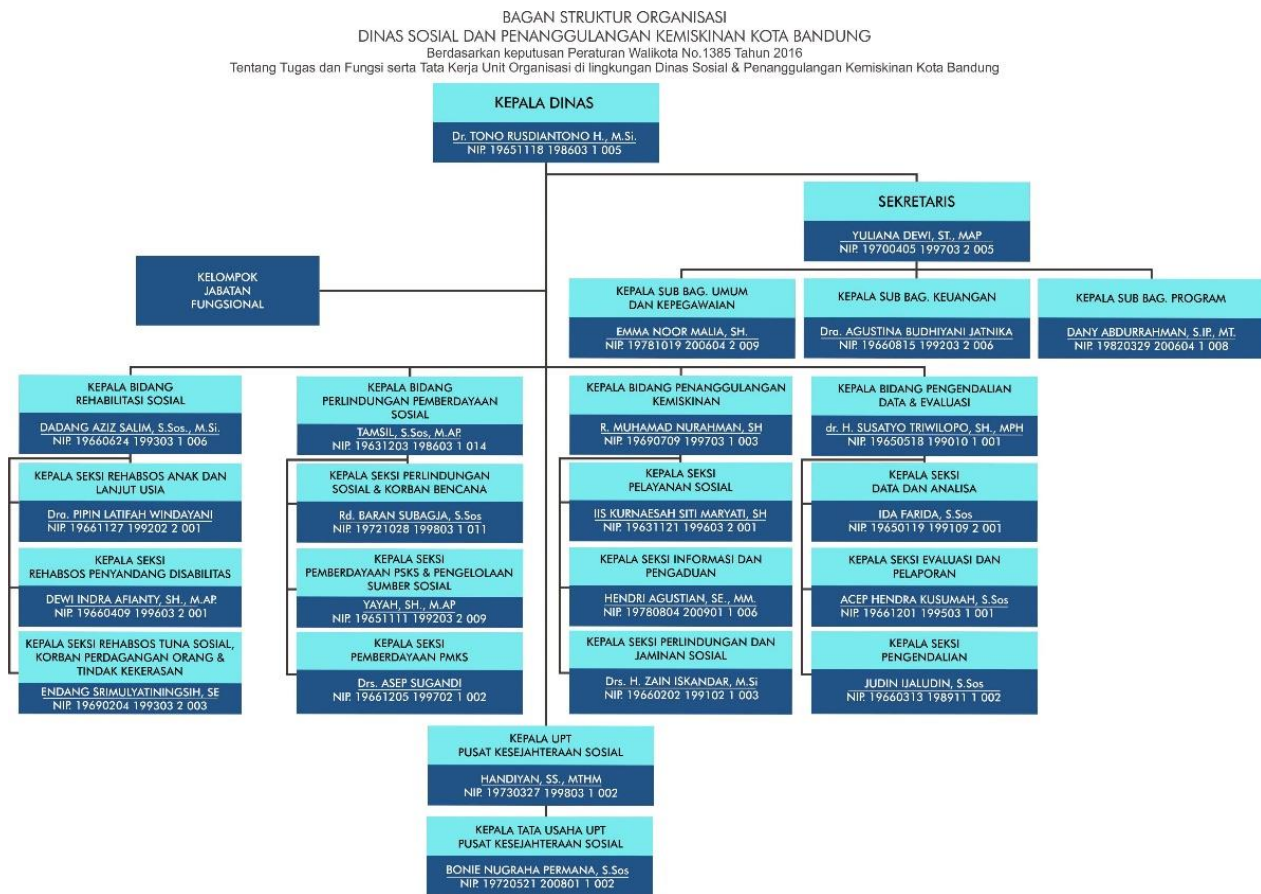 BAGAN STRUKTUR ORGANISASI
DINAS SOSIAL DAN PENANGGULANGAN KEMISKINAN KOTA BANDUNG
Berdasarkan keputusan Peraturan Walikota No.1385 Tahun 2016
Tentang Tugas dan Fungsi serta Tata Kerja Unit Organisasi di lingkungan Dinas Sosial & Penanggulangan Kemiskinan Kota Bandung
KEPALA DINAS
Dr. TONO RUSDIANTONO H., M.Si.
NIP. 19651118 198603 1 005
SEKRETARIS
YULIANA DEWI, ST., MAP
NIP. 19700405 199703 2 005
KELOMPOK
JABATAN
FUNGSIONAL
KEPALA SUB BAG. UMUM
DAN KEPEGAWAIAN
EMMA NOOR MALIA, SH.
NIP. 19781019 200604 2 009
KEPALA SUB BAG. KEUANGAN
Dra. AGUSTINA BUDHIYANI JATNIKA
NIP. 19660815 199203 2 006
KEPALA SUB BAG. PROGRAM
DANY ABDURRAHMAN, S.IP., MT.
NIP. 19820329 200604 1 008
KEPALA BIDANG
REHABILITASI SOSIAL
DADANG AZIZ SALIM, S.Sos., M.Si.
NIP. 19660624 199303 1 006
KEPALA SEKSI REHABSOS ANAK DAN
LANJUT USIA
Dra. PIPIN LATIFAH WINDAYANI
NIP. 19661127 199202 2 001
KEPALA SEKSI
REHABSOS PENYANDANG DISABILITAS
DEWI INDRA AFIANTY, SH., M.AP.
NIP. 19660409 199603 2 001
KEPALA SEKSI REHABSOS TUNA SOSIAL,
KORBAN PERDAGANGAN ORANG &
TINDAK KEKERASAN
ENDANG SRIMULYATININGSIH, SE
NIP. 19690204 199303 2 003
KEPALA BIDANG
PERLINDUNGAN PEMBERDAYAAN
SOSIAL
TAMSIL, S.Sos, M.AP.
NIP. 19631203 198603 1 014
KEPALA SEKSI PERLINDUNGAN
SOSIAL & KORBAN BENCANA
Rd. BARAN SUBAGJA, S.Sos
NIP. 19721028 199803 1 011
KEPALA SEKSI
PEMBERDAYAAN PSKS & PENGELOLAAN
SUMBER SOSIAL
YAYAH, SH., M.AP
NIP. 19651111 199203 2 009
KEPALA SEKSI
PEMBERDAYAAN PMKS
Drs. ASEP SUGANDI
NIP. 19661205 199702 1 002
KEPALA BIDANG PENANGGULANGAN
KEMISKINAN
R. MUHAMAD NURAHMAN, SH
NIP. 19690709 199703 1 003
KEPALA SEKSI
PELAYANAN SOSIAL
IIS KURNAESAH SITI MARYATI, SH
NIP. 19631121 199603 2 001
KEPALA SEKSI INFORMASI DAN
PENGADUAN
HENDRI AGUSTIAN, SE., MM.
NIP. 19780804 200901 1 006
KEPALA SEKSI PERLINDUNGAN DAN
JAMINAN SOSIAL
Drs. H. ZAIN ISKANDAR, M.Si
NIP. 19660202 199102 1 003
KEPALA BIDANG PENGENDALIAN
DATA & EVALUASI
dr. H. SUSATYO TRIWILOPO, SH., MPH
NIP. 19650518 199010 1 001
KEPALA SEKSI
DATA DAN ANALISA
IDA FARIDA, S.Sos
NIP. 19650119 199109 2 001
KEPALA SEKSI EVALUASI DAN
PELAPORAN
ACEP HENDRA KUSUMAH, S.Sos
NIP. 19661201 199503 1 001
KEPALA SEKSI
PENGENDALIAN
JUDIN IJALUDIN, S.Sos
NIP. 19660313 198911 1 002
KEPALA UPT
PUSAT KESEJAHTERAAN SOSIAL
HANDIYAN, SS., MTHM
NIP. 19730327 199803 1 002
KEPALA TATA USAHA UPT
PUSAT KESEJAHTERAAN SOSIAL
BONIE NUGRAHA PERMANA, S.Sos
NIP. 19720521 200801 1 002